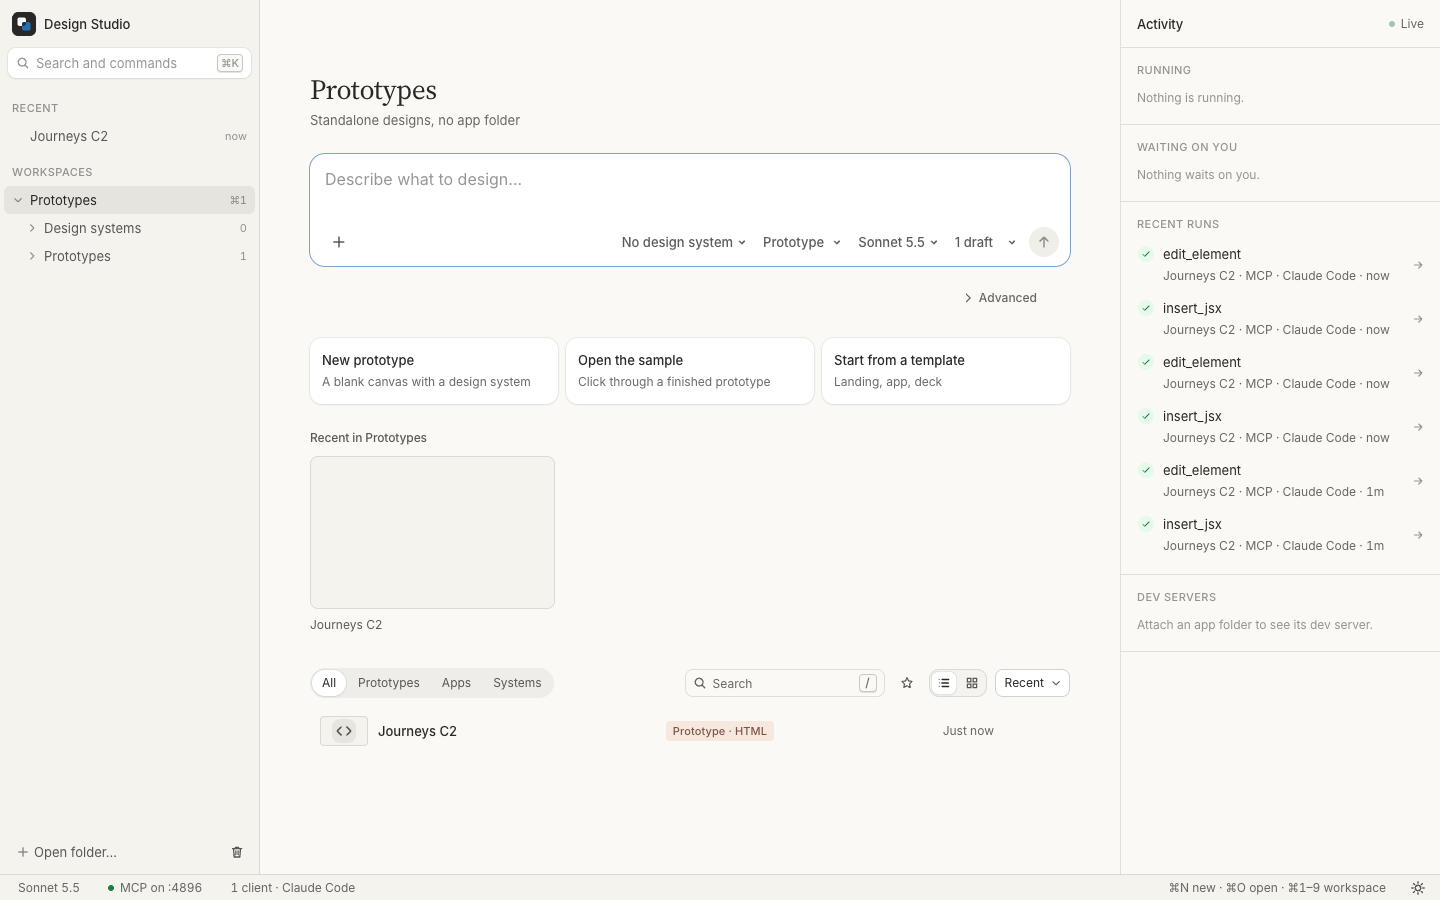 Design Studio
Search and commands ⌘K
RECENT
Journeys C2 now
WORKSPACES
Prototypes ⌘1
Design systems 0
Prototypes 1
Open folder...
Prototypes
Standalone designs, no app folder
Describe what to design...
No design system Prototype Sonnet 5.5 1 draft
Advanced
New prototype
A blank canvas with a design system
Open the sample
Click through a finished prototype
Start from a template
Landing, app, deck
Recent in Prototypes
Journeys C2
All Prototypes Apps Systems Search / Recent
Journeys C2 Prototype · HTML Just now
Activity Live
RUNNING
Nothing is running.
WAITING ON YOU
Nothing waits on you.
RECENT RUNS
edit_element
Journeys C2 · MCP · Claude Code · now
insert_jsx
Journeys C2 · MCP · Claude Code · now
edit_element
Journeys C2 · MCP · Claude Code · now
insert_jsx
Journeys C2 · MCP · Claude Code · now
edit_element
Journeys C2 · MCP · Claude Code · 1m
insert_jsx
Journeys C2 · MCP · Claude Code · 1m
DEV SERVERS
Attach an app folder to see its dev server.
Sonnet 5.5 MCP on :4896 1 client · Claude Code ⌘N new · ⌘O open · ⌘1–9 workspace